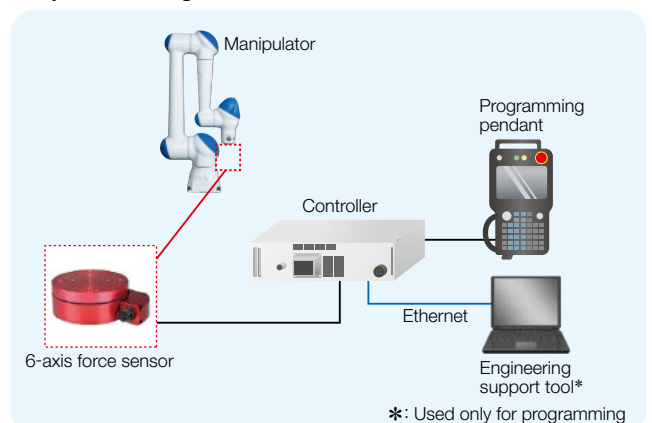 Manipulator
Programming
pendant
Controller
Ethernet
6-axis force sensor
Engineering
support tool*
*: Used only for programming